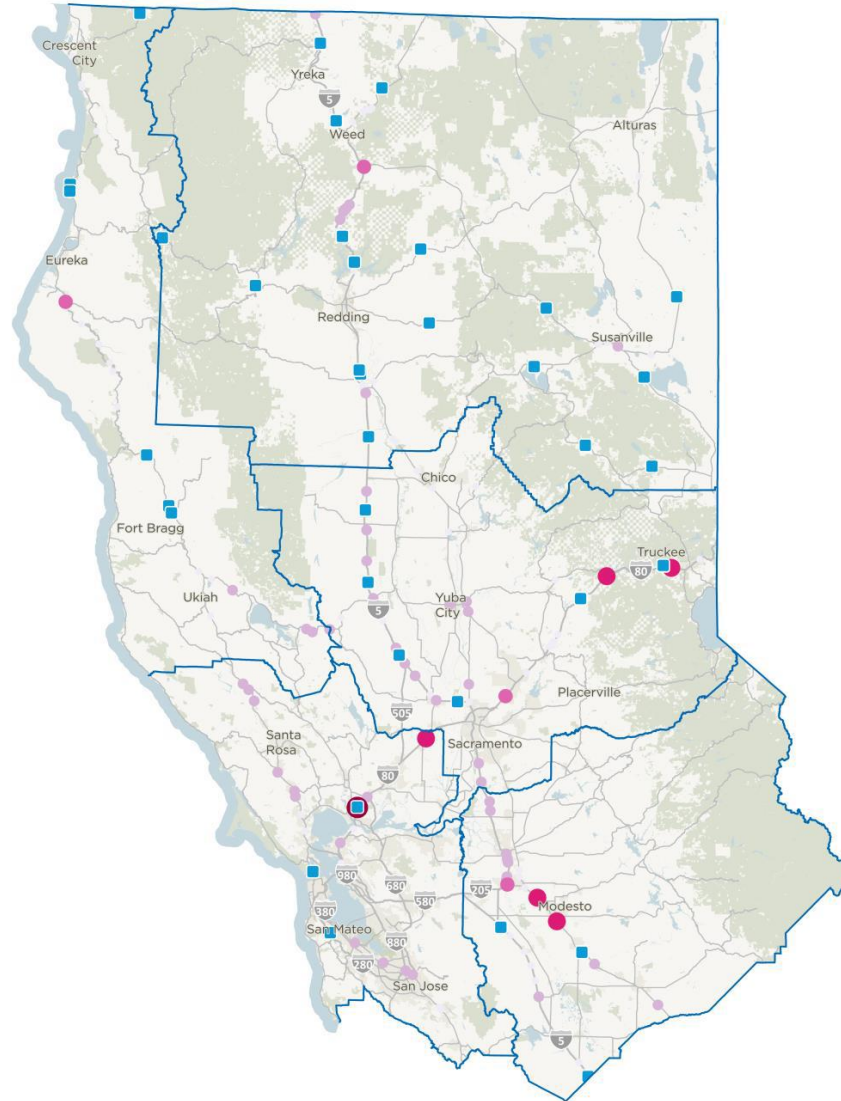 Crescent
City
Yreka
5
Weed
Alturas
Eureka
Redding
Susanville
Chico
Fort Bragg
Truckee
80
Ukiah
Yuba
City
5
Placerville
505
Santa
Rosa
Sacramento
80
980
680
205
580
380
Modesto
San Mateo
880
280
San Jose
5